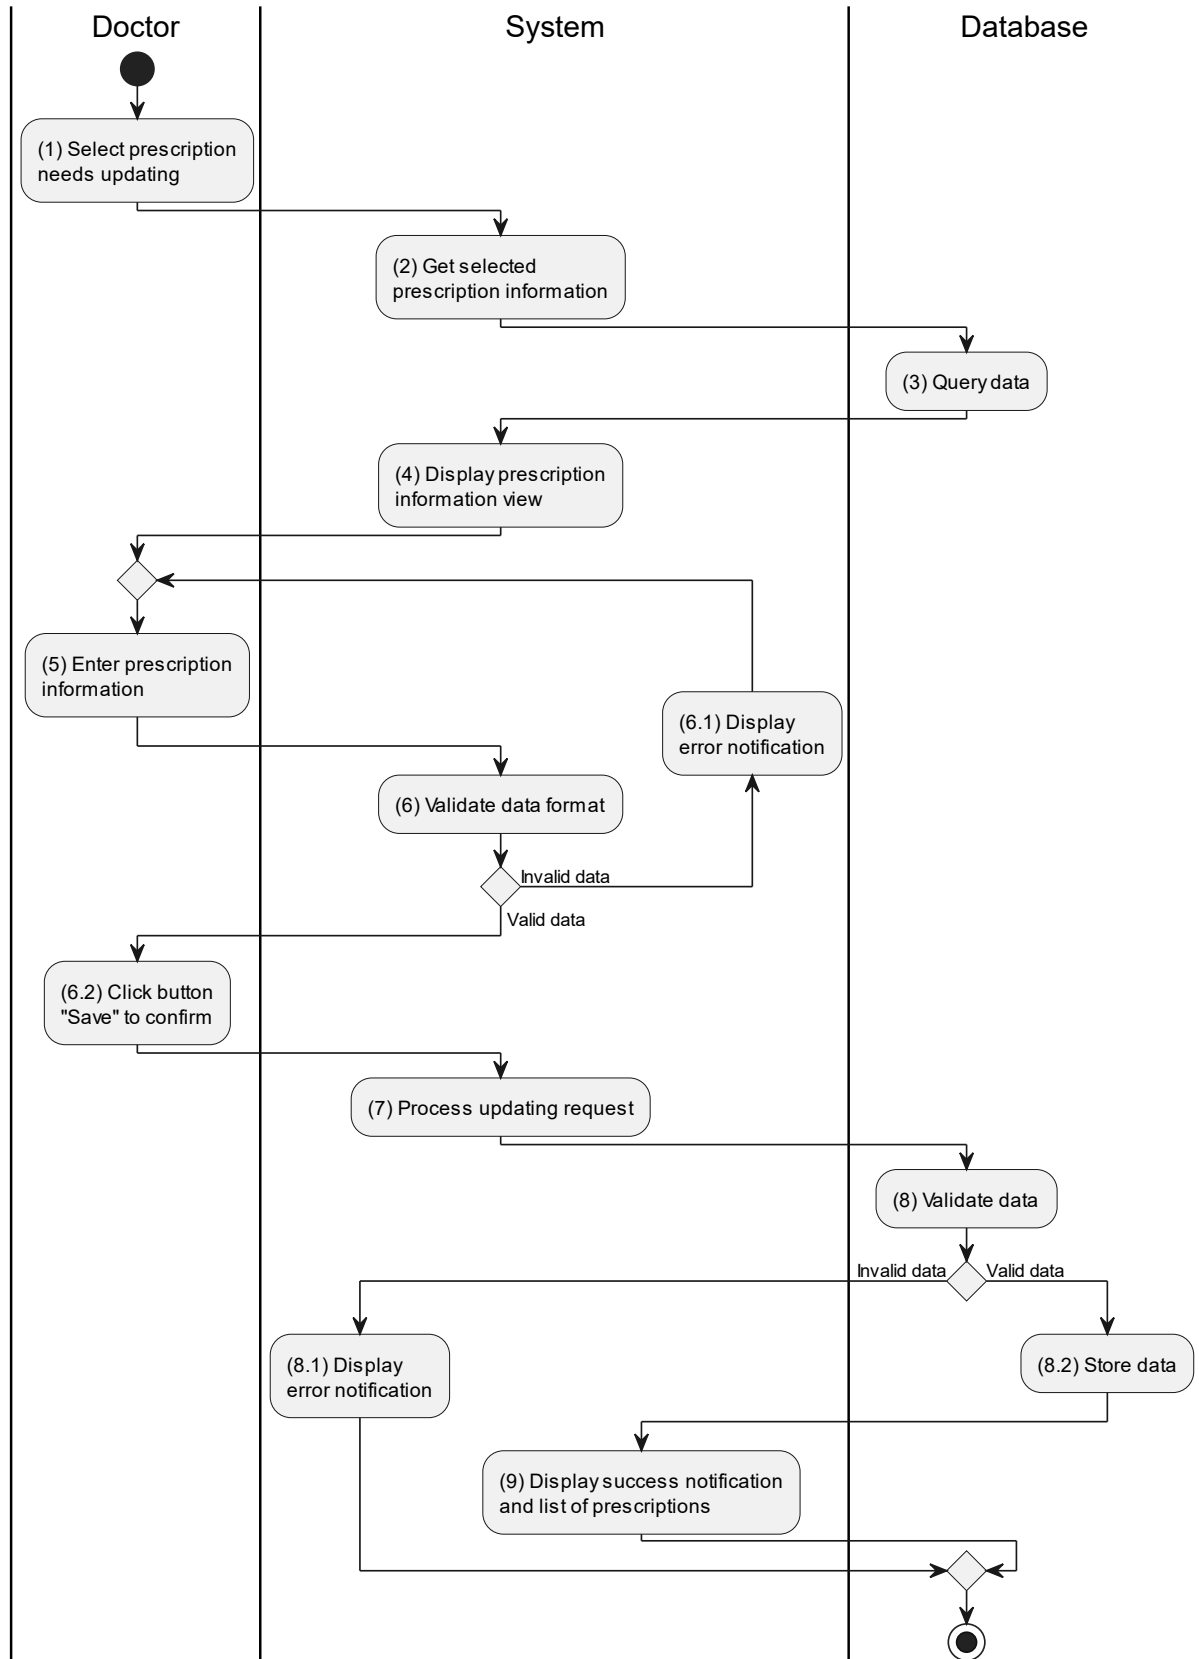 Doctor
System
Database
(1) Select prescription
needs updating
(2) Get selected
prescription information
(3) Query data
(4) Display prescription
information view
(5) Enter prescription
information
(6.1) Display
error notification
(6) Validate data format
Invalid data
Valid data
(6.2) Click button
"Save" to confirm
(7) Process updating request
(8) Validate data
Invalid data
Valid data
(8.1) Display
error notification
(8.2) Store data
(9) Display success notification
and list of prescriptions